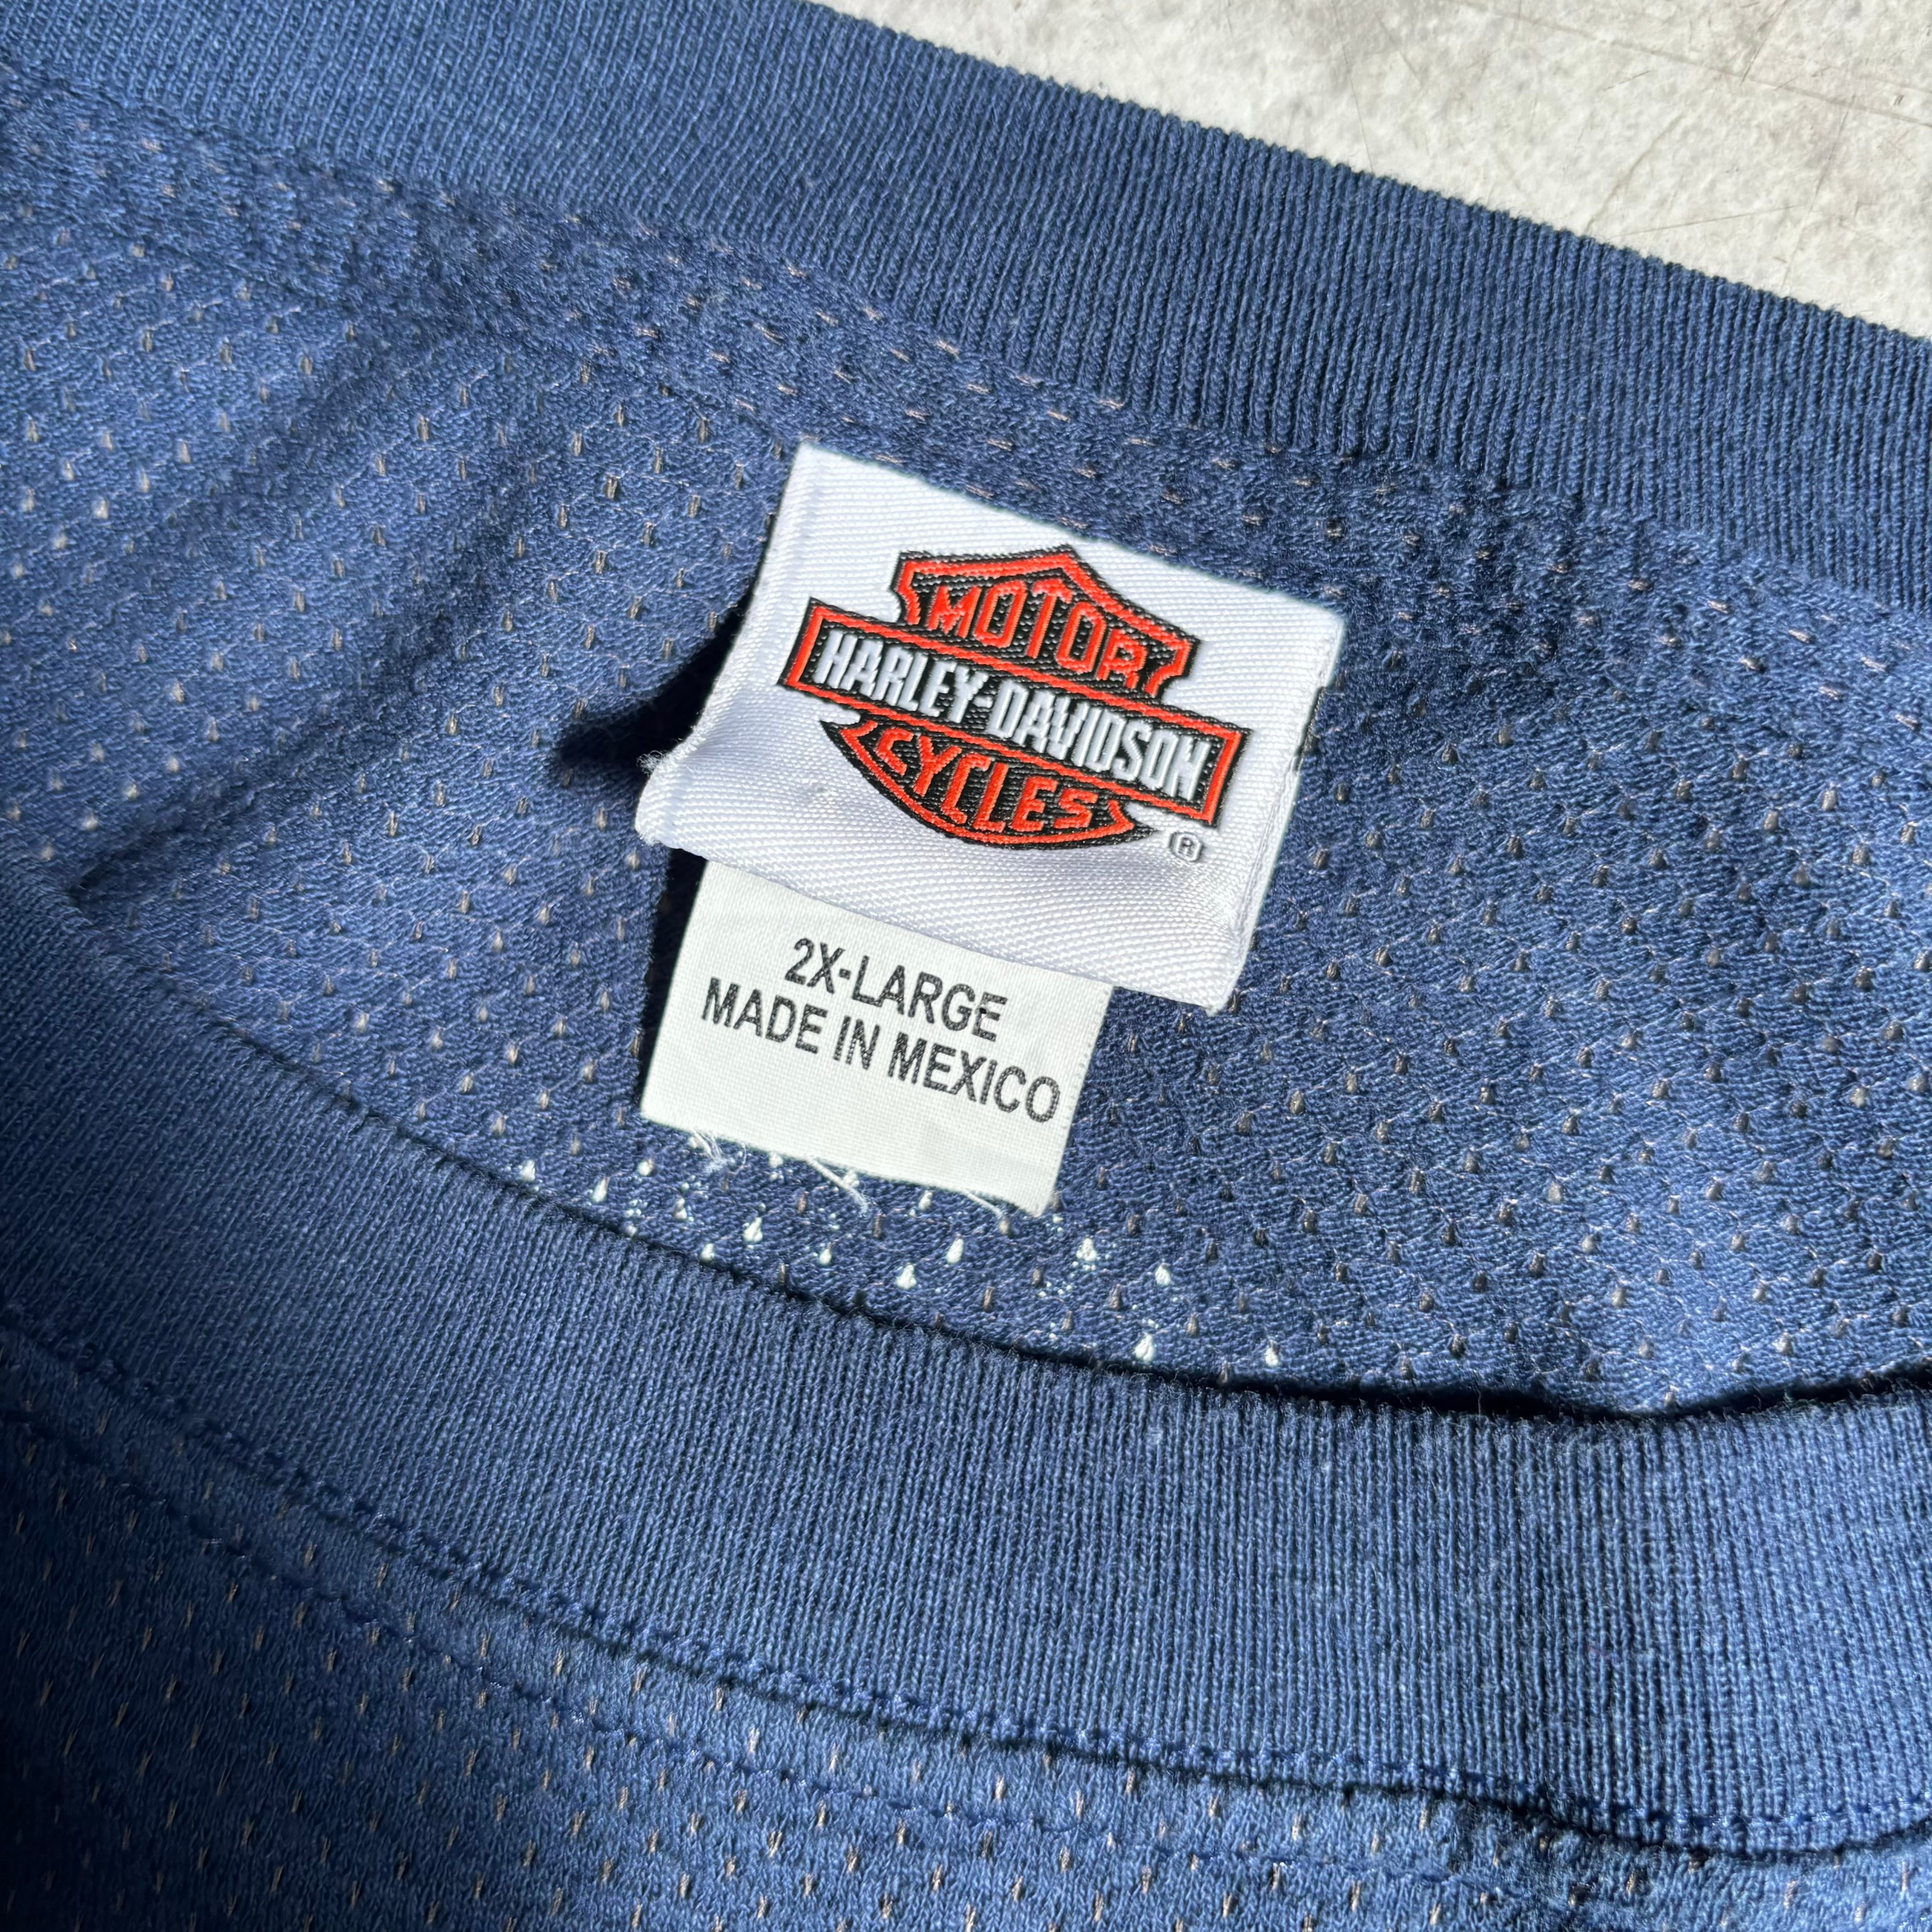 MOTOR
HARLEY-DAVIDSON
CYCLES
®
2X-LARGE
MADE IN MEXICO